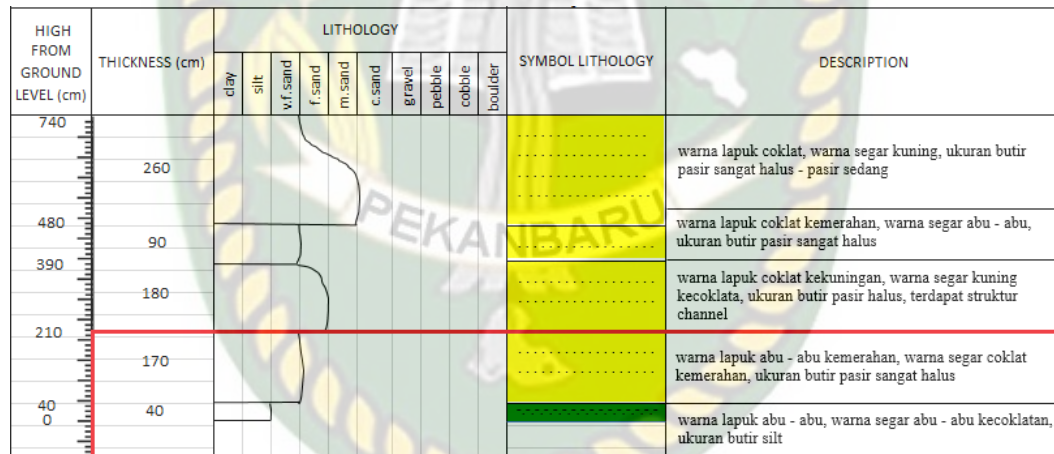 HIGH
FROM
GROUND
LEVEL (cm)
THICKNESS (cm)
LITHOLOGY
clay
silt
v.f.sand
f.sand
m.sand
c.sand
gravel
pebble
cobble
boulder
SYMBOL LITHOLOGY
DESCRIPTION
740
260
warna lapuk coklat, warna segar kuning, ukuran butir
pasir sangat halus - pasir sedang
480
90
warna lapuk coklat kemerahan, warna segar abu - abu,
ukuran butir pasir sangat halus
390
180
warna lapuk coklat kekuningan, warna segar kuning
kecoklata, ukuran butir pasir halus, terdapat struktur
channel
210
170
warna lapuk abu - abu kemerahan, warna segar coklat
kemerahan, ukuran butir pasir sangat halus
40
40
0
warna lapuk abu - abu, warna segar abu - abu kecoklatan,
ukuran butir silt
PEKANBARU